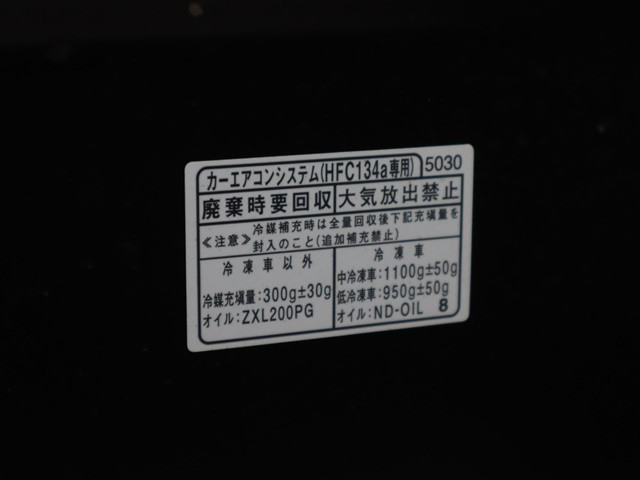 カーエアコンシステム(HFC134a専用) 5030
廃棄時要回収 大気放出禁止
≪注意≫ 冷媒補充時は全量回収後下記充填量を
封入のこと(追加補充禁止)
冷凍車以外
冷媒充填量:300g±30g
オイル:ZXL200PG
冷凍車
中冷凍車:1100g±50g
低冷凍車:950g±50g
オイル:ND-OIL 8